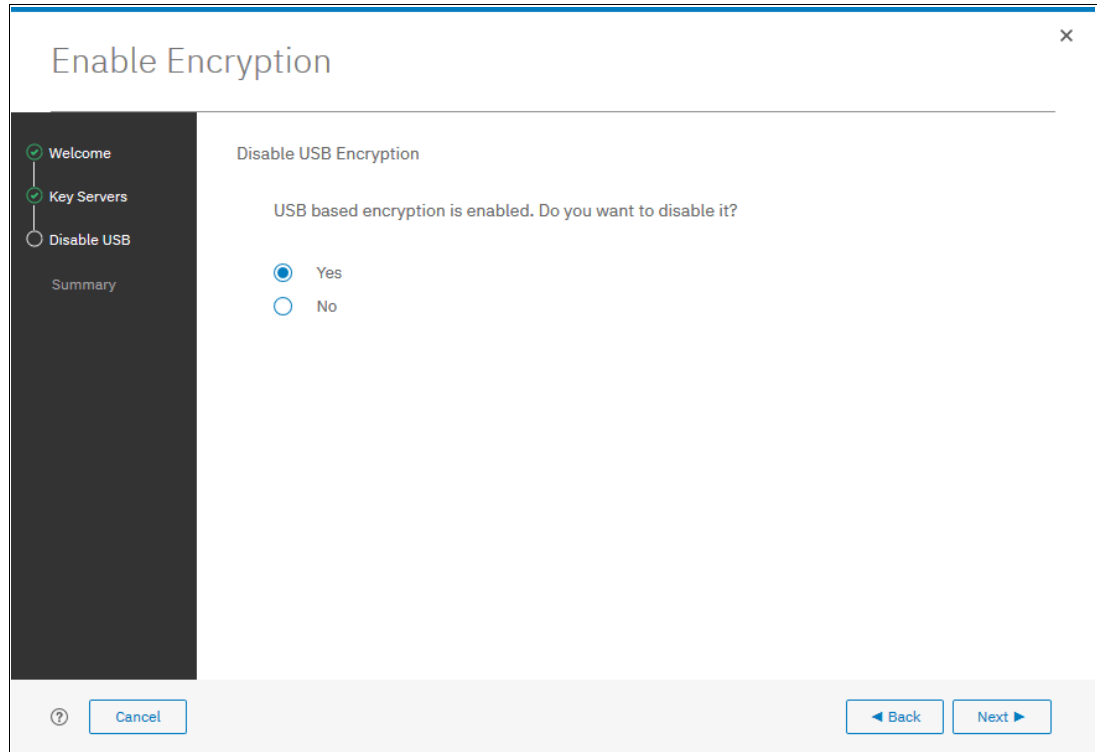 Enable Encryption
Welcome
Key Servers
Disable USB
Summary
Disable USB Encryption
USB based encryption is enabled. Do you want to disable it?
Yes
No
?
Cancel
◄ Back
Next ►